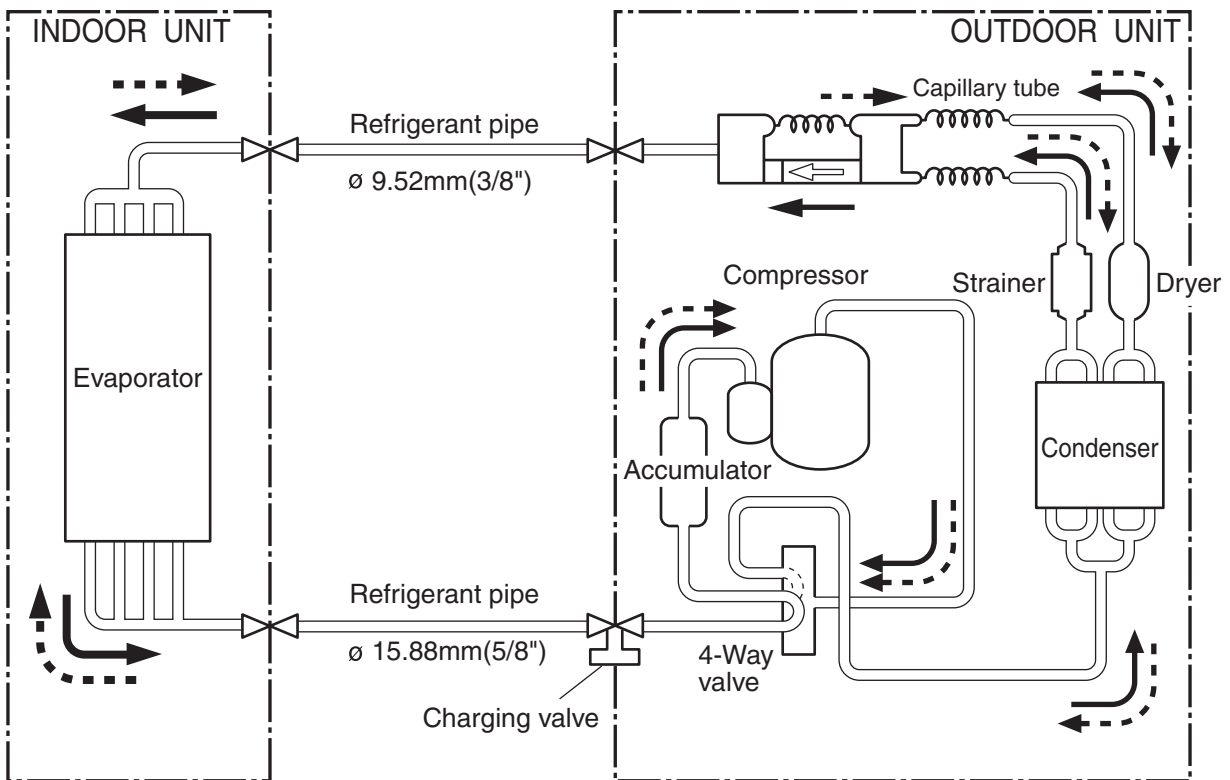 INDOOR UNIT
OUTDOOR UNIT
Capillary tube
Refrigerant pipe
ø 9.52mm(3/8")
Compressor
Strainer
Dryer
Evaporator
Condenser
Accumulator
Refrigerant pipe
ø 15.88mm(5/8")
4-Way
valve
Charging valve